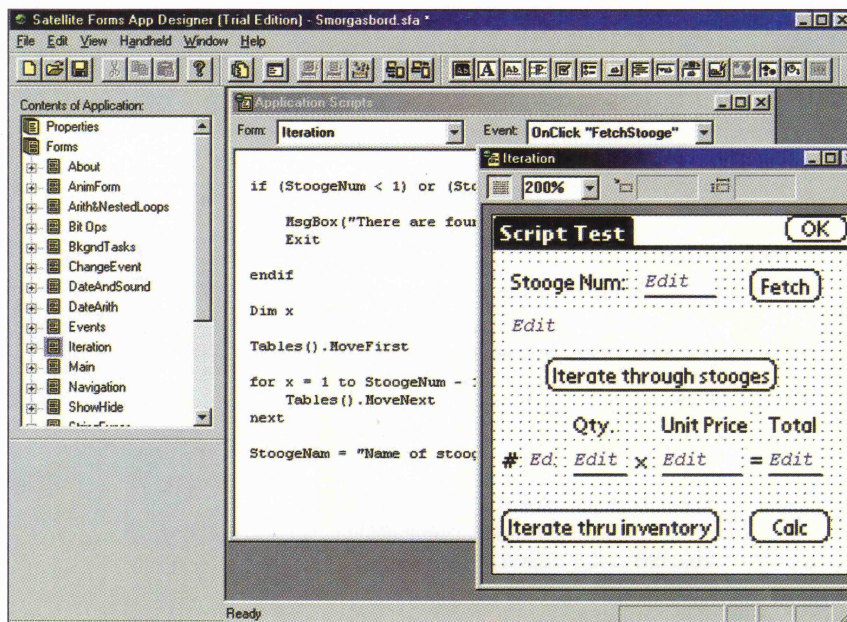 Satellite Forms App Designer (Trial Edition) - Smorgasbord.sfa *
File Edit View Handheld Window Help
Contents of Application:
Properties
Forms
About
AnimForm
Arith&NestedLoops
Bit Ops
BkgndTasks
ChangeEvent
DateAndSound
DateArith
Events
Iteration
Main
Navigation
ShowHide
Application Scripts
Form: Iteration
Event: OnClick "FetchStooge"
if (StoogeNum < 1) or (Sto
MsgBox("There are four
Exit
endif
Dim x
Tables().MoveFirst
for x = 1 to StoogeNum - 1
Tables().MoveNext
next
StoogeNam = "Name of stooge
Iteration
200%
Script Test
OK
Stooge Num: Edit
Fetch
Edit
Iterate through stooges
Qty. Unit Price Total
# Ed Edit × Edit = Edit
Iterate thru inventory
Calc
Ready